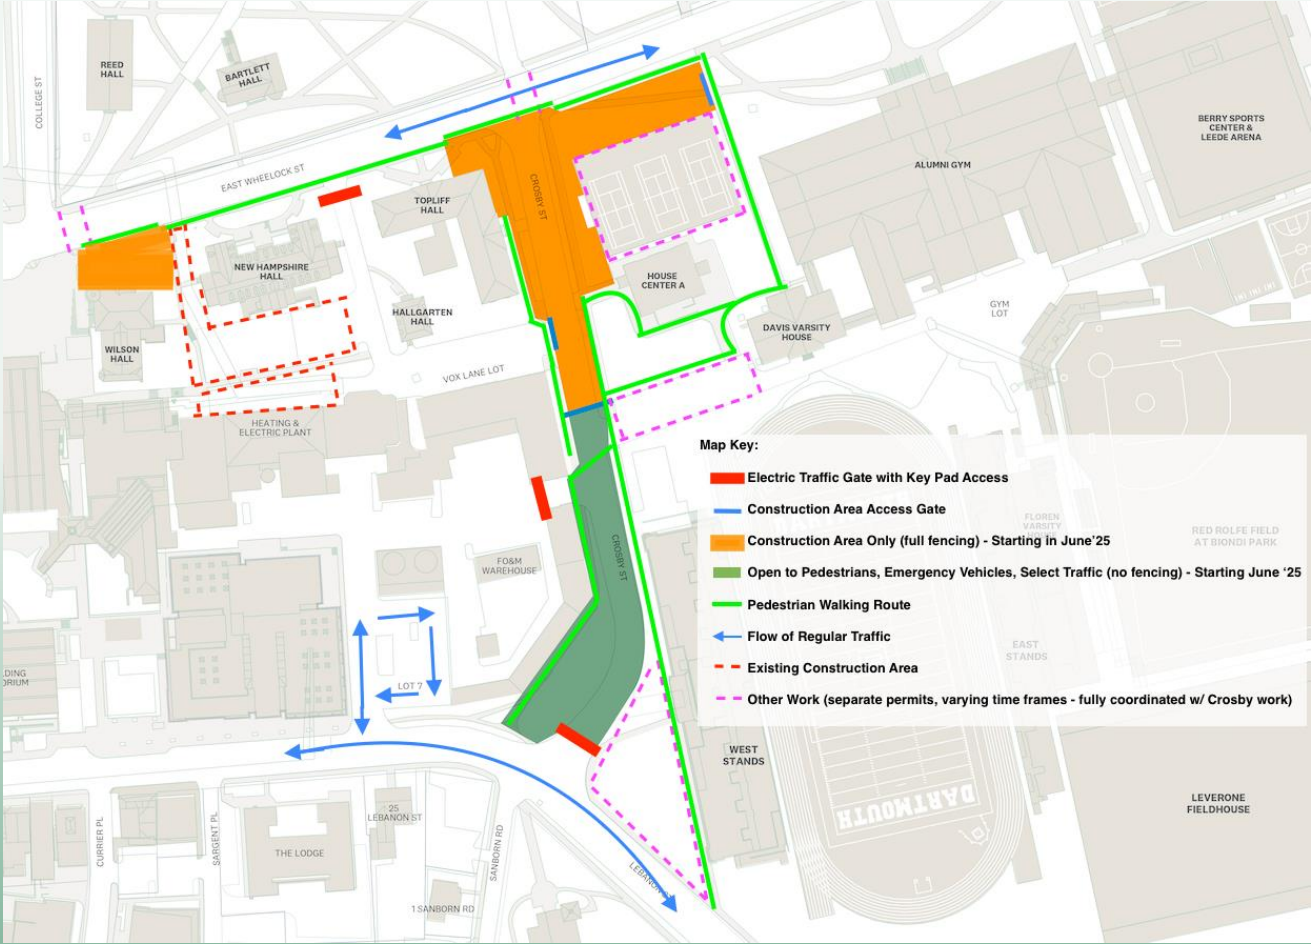 REED
HALL
BARTLETT
HALL
COLLEGE ST
BERRY SPORTS
CENTER &
LEEDE ARENA
ALUMNI GYM
EAST WHEELOCK ST
TOPLIFF
HALL
CROSBY ST
NEW HAMPSHIRE
HALL
HOUSE
CENTER A
HALLGARTEN
HALL
GYM
LOT
DAVIS VARSITY
HOUSE
WILSON
HALL
VOX LANE LOT
HEATING &
ELECTRIC PLANT
Map Key:
Electric Traffic Gate with Key Pad Access
Construction Area Access Gate
Construction Area Only (full fencing) - Starting in June'25
Open to Pedestrians, Emergency Vehicles, Select Traffic (no fencing) - Starting June ‘25
Pedestrian Walking Route
Flow of Regular Traffic
Existing Construction Area
Other Work (separate permits, varying time frames - fully coordinated w/ Crosby work)
FLOREN
VARSITY
RED ROLFE FIELD
AT BIONDI PARK
CROSBY ST
FO&M
WAREHOUSE
EAST
STANDS
DING
ORIUM
LOT 7
WEST
STANDS
DARTMOUTH
LEVERONE
FIELDHOUSE
25
LEBANON ST
CURRIER PL
SARGENT PL
THE LODGE
SANBORN RD
LEBANON
1 SANBORN RD